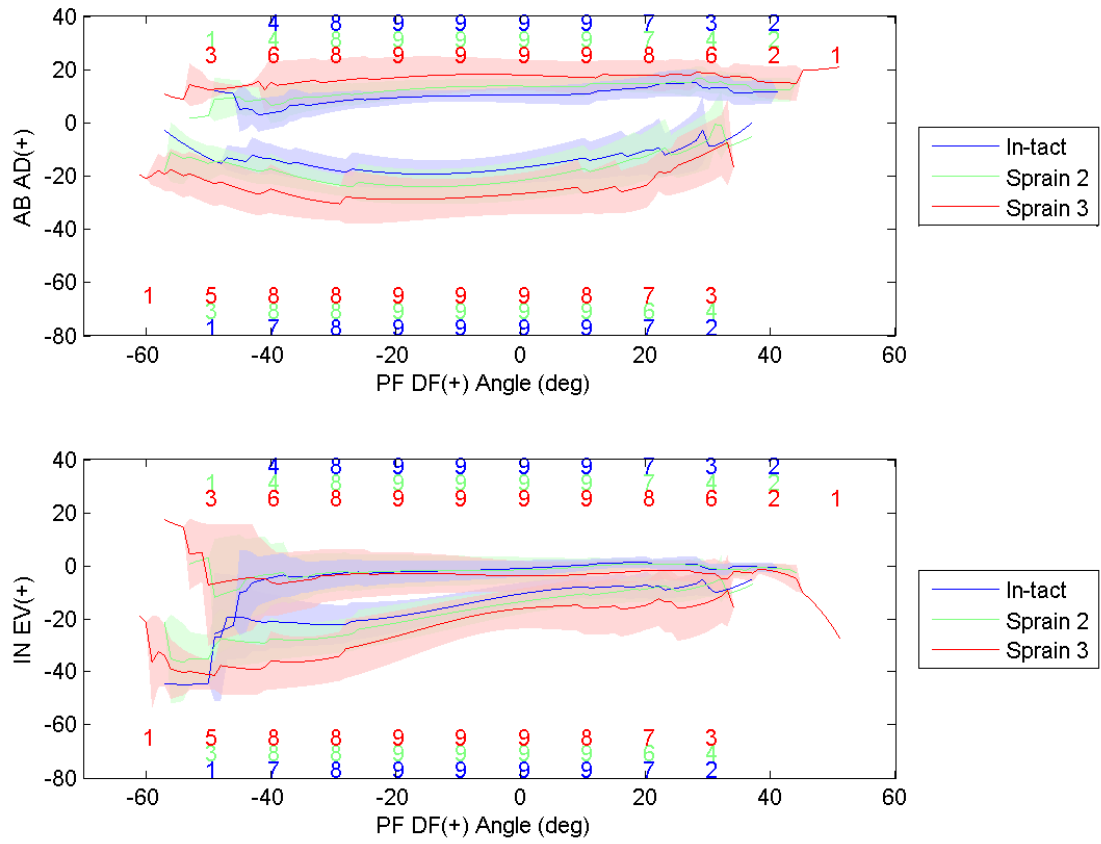 40
4 8 9 9 9 9 7 3 2
1 4 8 9 9 9 9 7 4 2
3 6 8 9 9 9 9 8 6 2 1
20
0
-20
-40
-60
-80
AB AD(+)
1 5 8 8 9 9 9 8 7 3
3 8 8 9 9 9 9 6 4
1 7 8 9 9 9 9 7 2
-60 -40 -20 0 20 40 60
PF DF(+) Angle (deg)
In-tact
Sprain 2
Sprain 3
40
4 8 9 9 9 9 7 3 2
1 4 8 9 9 9 9 7 4 2
3 6 8 9 9 9 9 8 6 2 1
20
0
-20
-40
-60
-80
IN EV(+)
1 5 8 8 9 9 9 8 7 3
3 8 8 9 9 9 9 6 4
1 7 8 9 9 9 9 7 2
-60 -40 -20 0 20 40 60
PF DF(+) Angle (deg)
In-tact
Sprain 2
Sprain 3